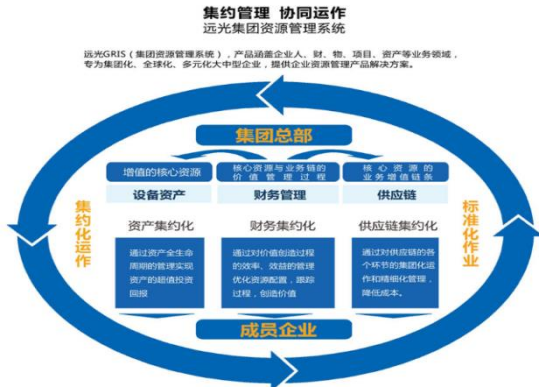 集约管理 协同运作
远光集团资源管理系统
远光GRIS（集团资源管理系统），产品涵盖企业人、财、物、项目、资产等业务领域，
专为集团化、全球化、多元化大中型企业，提供企业资源管理产品解决方案。
集团总部
增值的核心资源
核心资源与业务链的
价值管理过程
核心资源的
业务增值链条
设备资产
财务管理
供应链
集约化运作
标准化作业
资产集约化
财务集约化
供应链集约化
通过资产全生命
周期的管理实现
资产的超值投资
回报
通过对价值创造过程
的效率、效益的管理
优化资源配置，跟踪
过程，创造价值
通过对供应链的各
个环节的集团化运
作和精细化管理，
降低成本。
成员企业